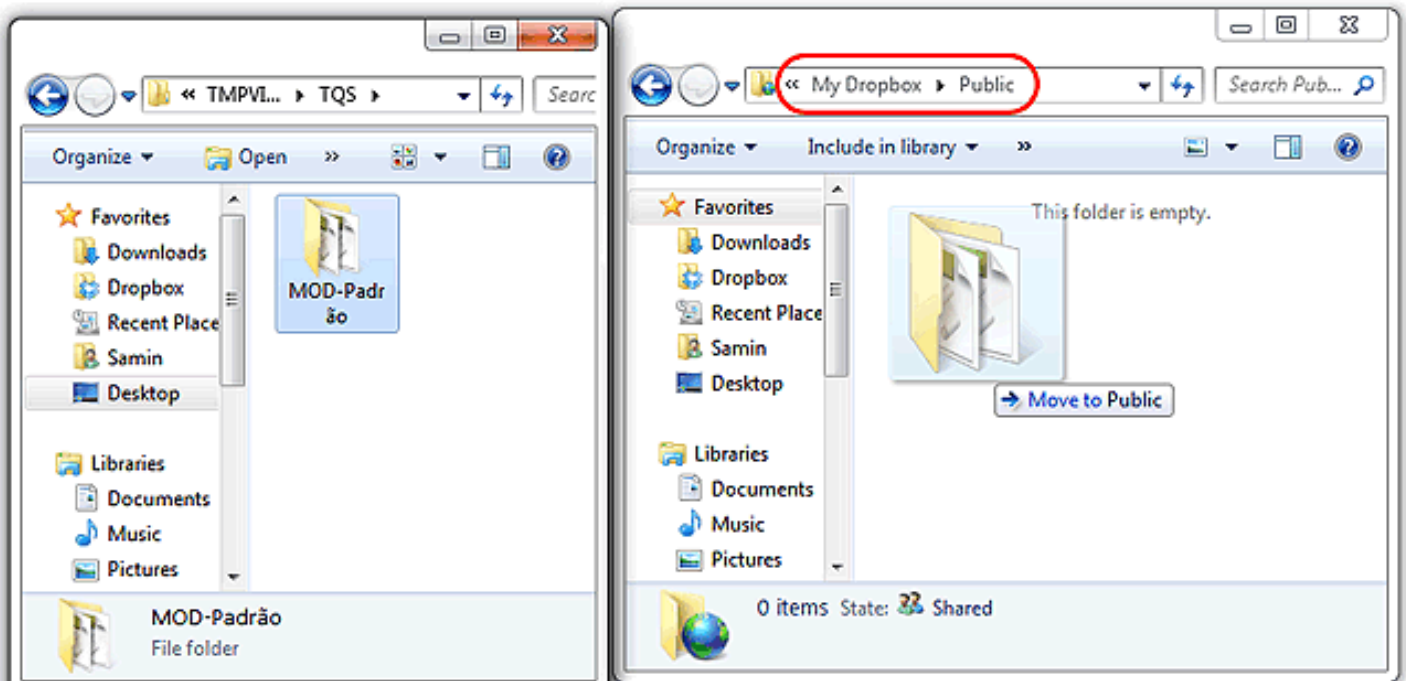 « TMPVI... ▸ TQS ▸
Searc
Organize
Open
»
Favorites
Downloads
Dropbox
Recent Place
Samin
Desktop
Libraries
Documents
Music
Pictures
MOD-Padr
ão
MOD-Padrão
File folder
« My Dropbox ▸ Public
Search Pub...
Organize
Include in library
»
Favorites
Downloads
Dropbox
Recent Place
Samin
Desktop
Libraries
Documents
Music
Pictures
This folder is empty.
Move to Public
0 items State: Shared